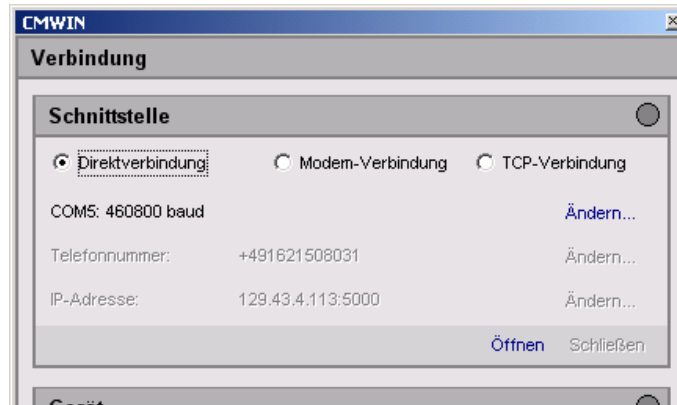 CMWIN
Verbindung
Schnittstelle
Direktverbindung Modem-Verbindung TCP-Verbindung
COM5: 460800 baud Ändern...
Telefonnummer: +491621508031 Ändern...
IP-Adresse: 129.43.4.113:5000 Ändern...
Öffnen Schließen
Gerät